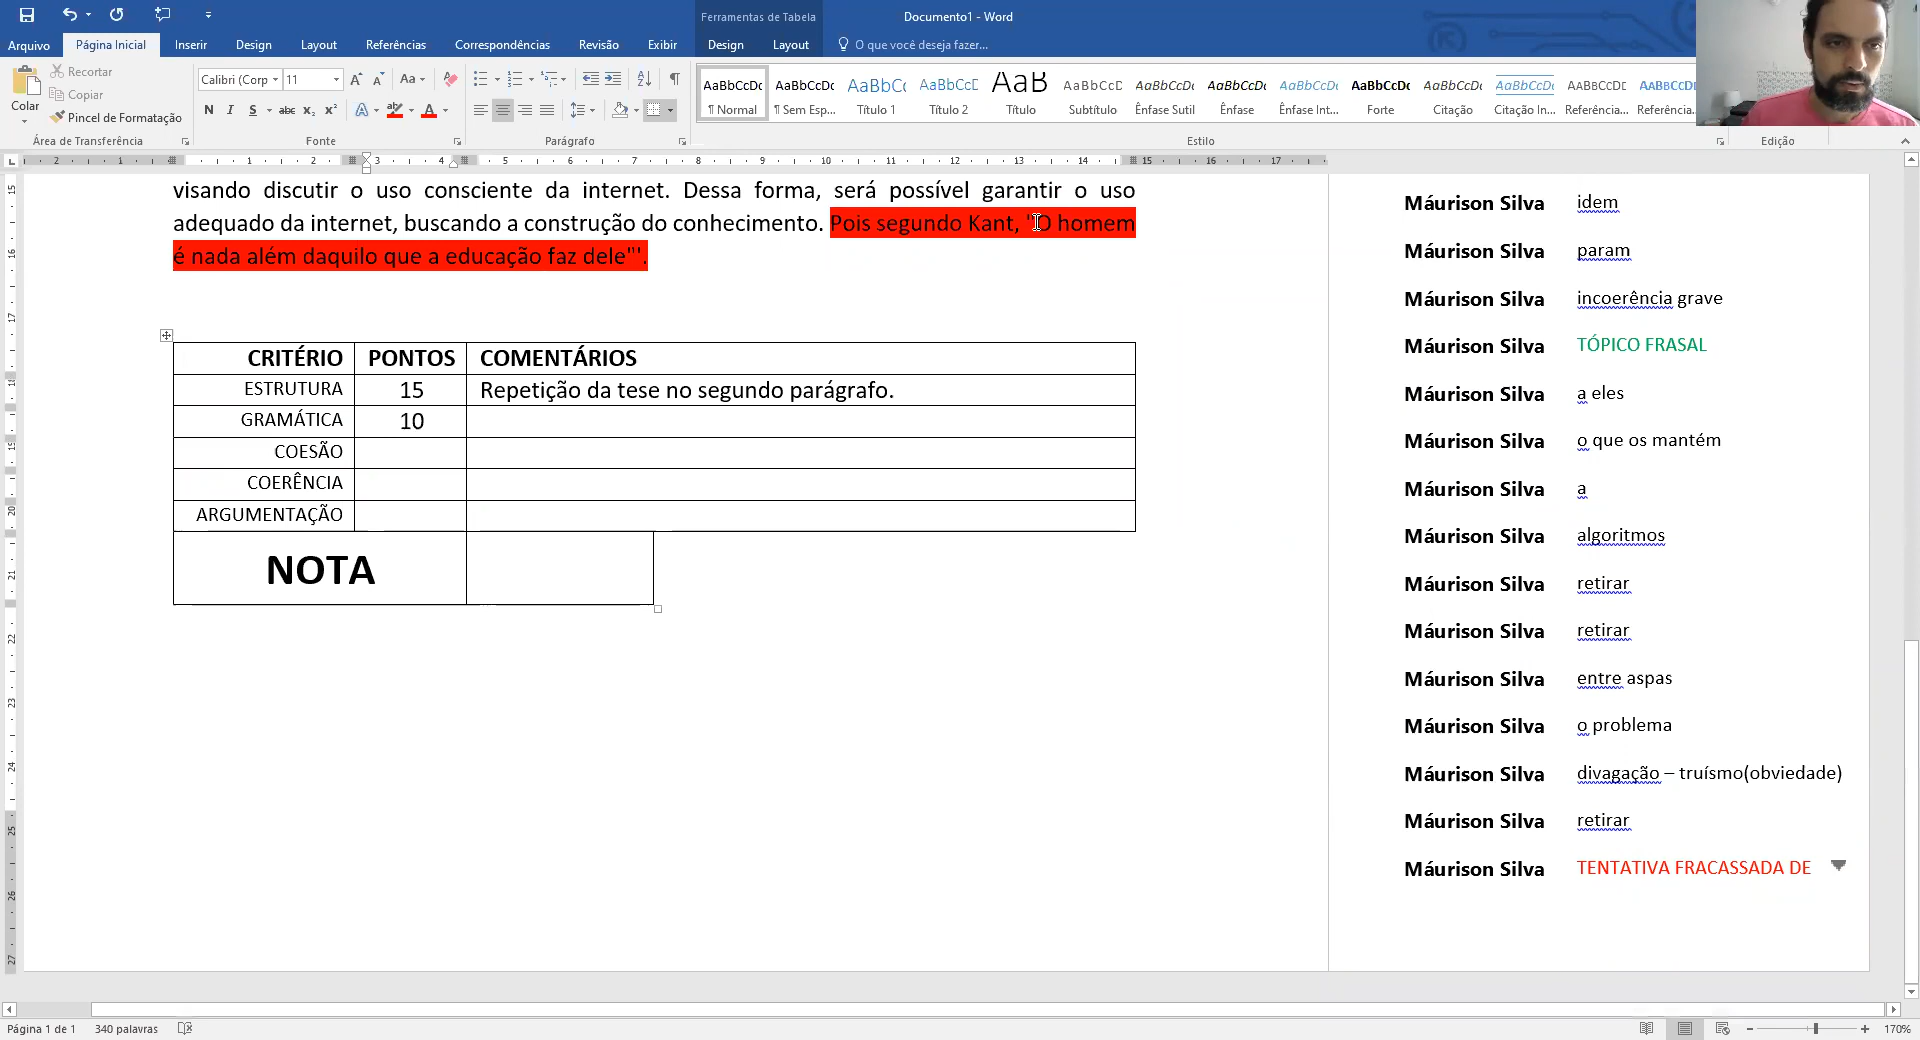 Ferramentas de Tabela
Documento1 - Word
Arquivo
Página Inicial
Inserir
Design
Layout
Referências
Correspondências
Revisão
Exibir
Design
Layout
O que você deseja fazer...
Colar
Recortar
Copiar
Pincel de Formatação
Área de Transferência
Calibri (Corp
11
Fonte
Parágrafo
AaBbCcDc
AaBbCcDc
AaBbCc
AaBbCcD
AaB
AaBbCcD
AaBbCcDc
AaBbCcDc
AaBbCcDc
AaBbCcDc
AaBbCcDc
AaBbCcDc
AaBbCcDc
AaBbCcDc
¶ Normal
¶ Sem Esp...
Título 1
Título 2
Título
Subtítulo
Ênfase Sutil
Ênfase
Ênfase Int...
Forte
Citação
Citação In...
Referência...
Referência...
Estilo
Edição
visando discutir o uso consciente da internet. Dessa forma, será possível garantir o uso
adequado da internet, buscando a construção do conhecimento. Pois segundo Kant, "'O homem
é nada além daquilo que a educação faz dele"'.
CRITÉRIO PONTOS COMENTÁRIOS
ESTRUTURA 15 Repetição da tese no segundo parágrafo.
GRAMÁTICA 10
COESÃO
COERÊNCIA
ARGUMENTAÇÃO
NOTA
Máurison Silva idem
Máurison Silva param
Máurison Silva incoerência grave
Máurison Silva TÓPICO FRASAL
Máurison Silva a eles
Máurison Silva o que os mantém
Máurison Silva a
Máurison Silva algoritmos
Máurison Silva retirar
Máurison Silva retirar
Máurison Silva entre aspas
Máurison Silva o problema
Máurison Silva divagação – truísmo(obviedade)
Máurison Silva retirar
Máurison Silva TENTATIVA FRACASSADA DE
Página 1 de 1
340 palavras
170%